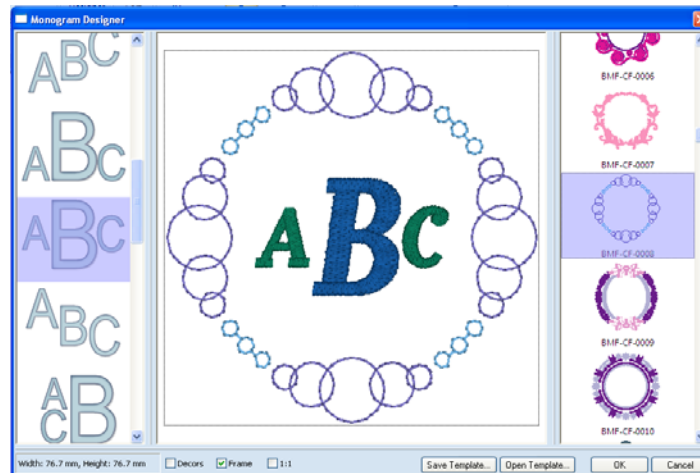 Monogram Designer
ABC
ABC
ABC
ABC
ACB
ABC
BMF-CF-0006
BMF-CF-0007
BMF-CF-0008
BMF-CF-0009
BMF-CF-0010
Width: 76.7 mm, Height: 76.7 mm
Decors
Frame
1:1
Save Template...
Open Template...
OK
Cancel